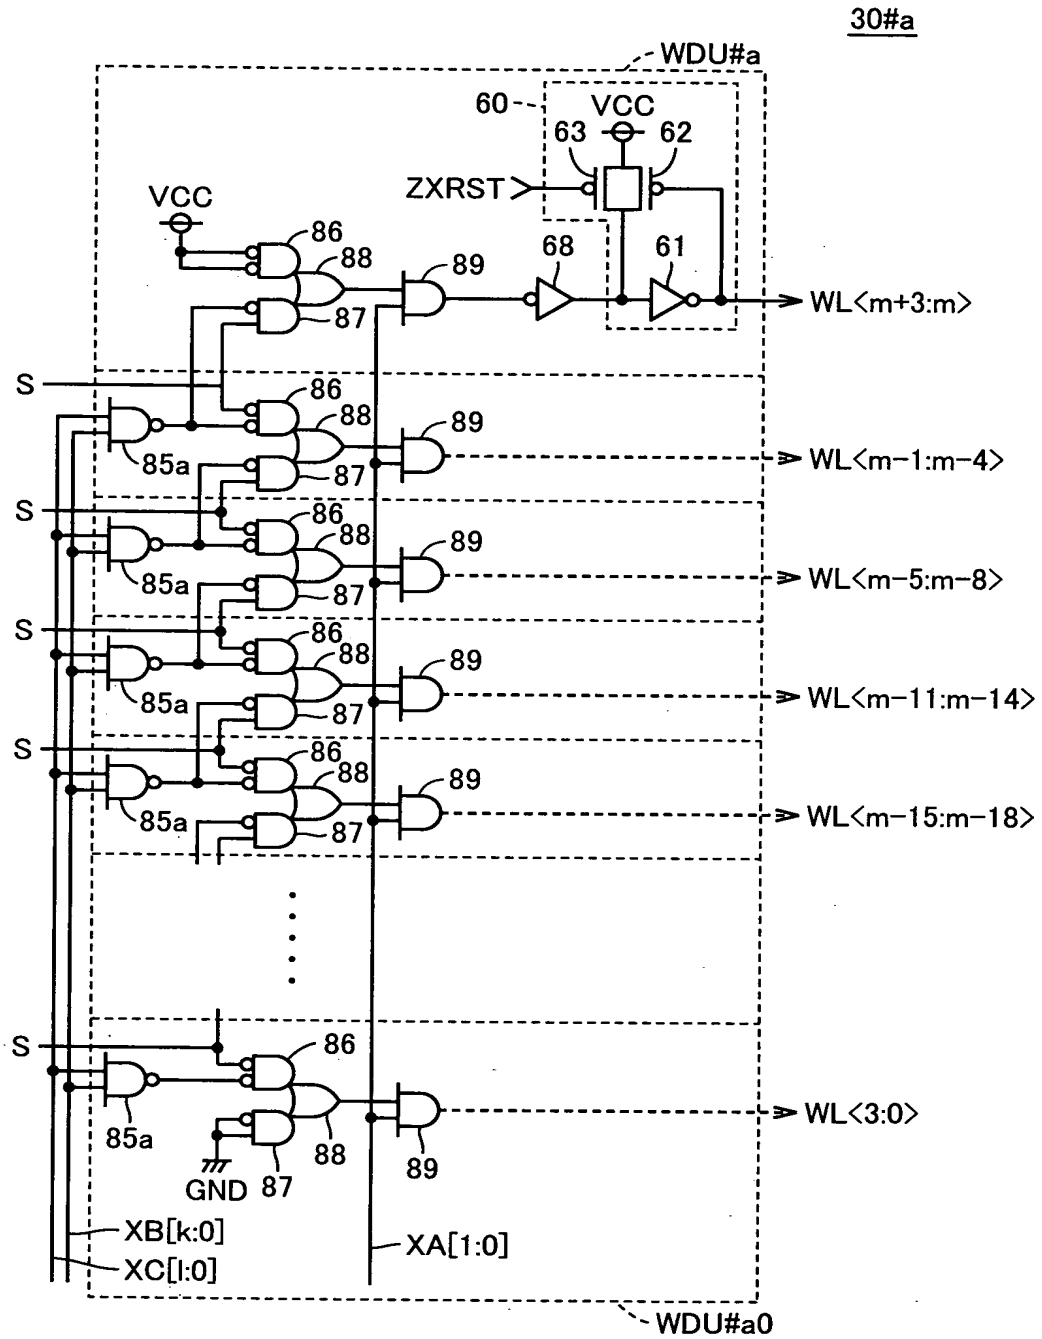 30#a
WDU#a
60
VCC
63
62
ZXRST
VCC
86
88
89
68
61
87
WL<m+3:m>
S
86
88
89
85a
87
WL<m-1:m-4>
S
86
88
89
85a
87
WL<m-5:m-8>
S
86
88
89
85a
87
WL<m-11:m-14>
S
86
88
89
85a
87
WL<m-15:m-18>
S
86
85a
88
89
WL<3:0>
GND
87
XB[k:0]
XA[1:0]
XC[l:0]
WDU#a0